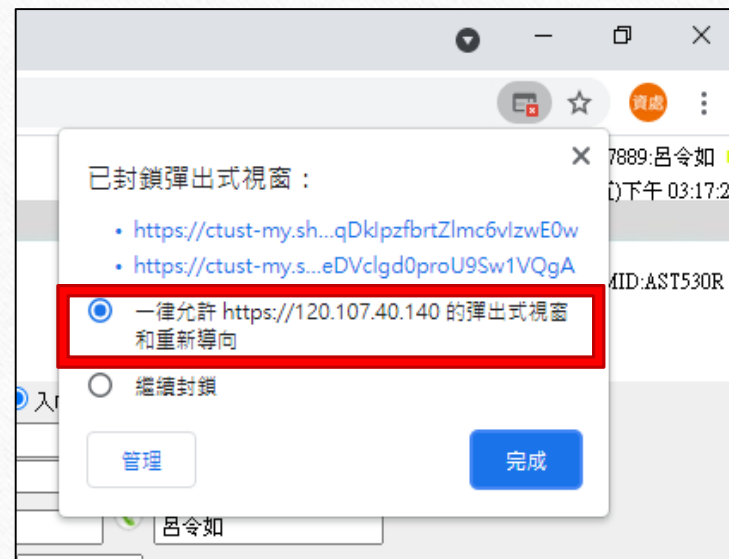 資處
7889:呂令如
)下午 03:17:2
已封鎖彈出式視窗：
• https://ctust-my.sh...qDkIpzfbrtZlmc6vIzwE0w
• https://ctust-my.s...eDVclgd0proU9Sw1VQgA
MID:AST530R
一律允許 https://120.107.40.140 的彈出式視窗
和重新導向
繼續封鎖
入
管理
完成
呂令如